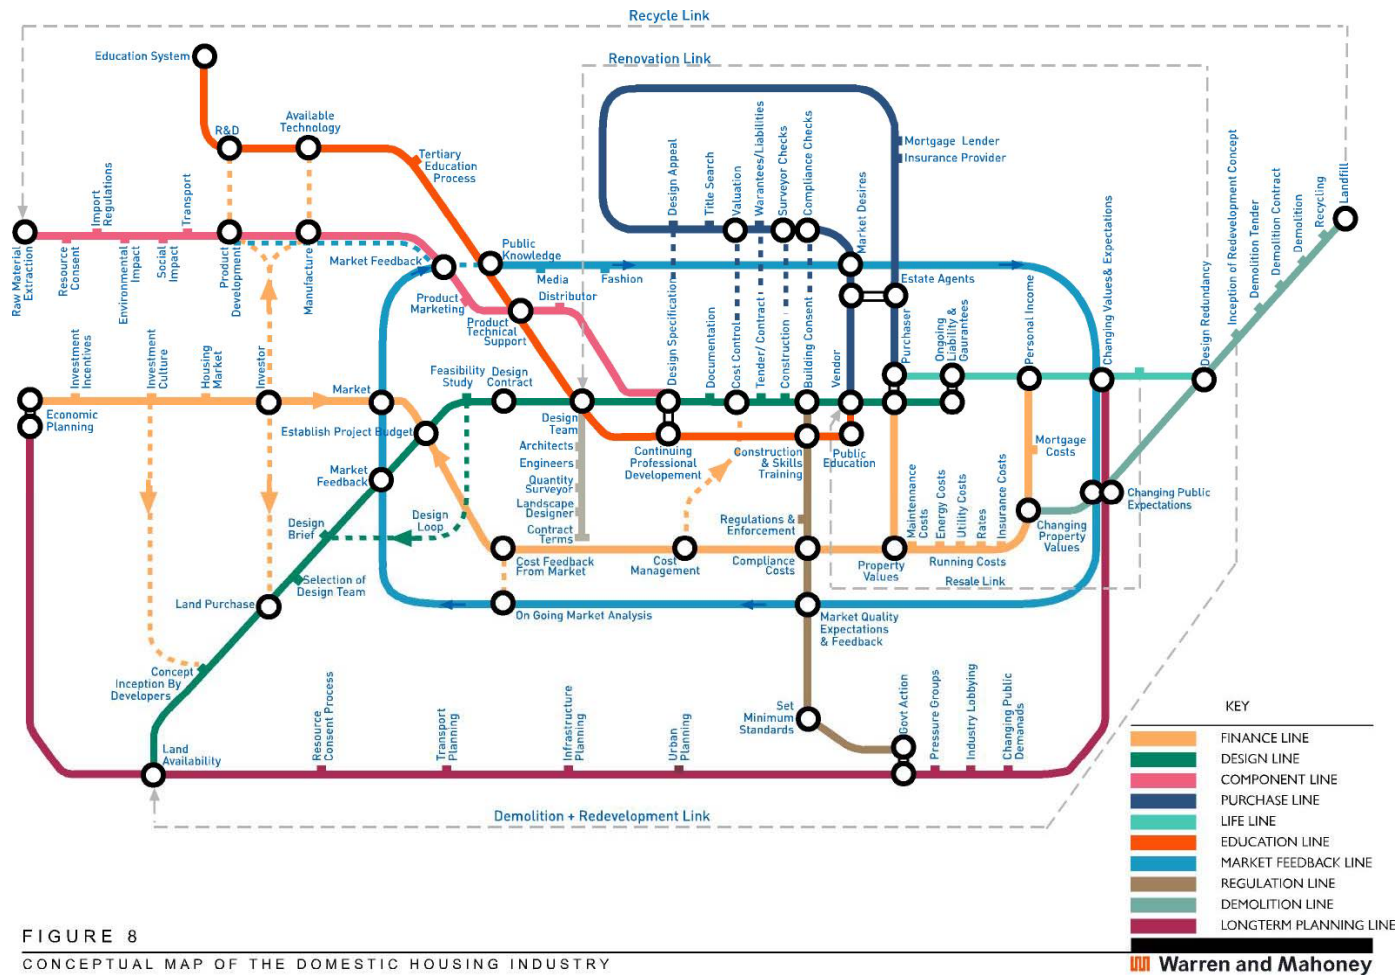 Recycle Link
Education System
Renovation Link
R&D
Available
Technology
Tertiary
Education
Process
Mortgage Lender
Insurance Provider
Design Appeal
Title Search
Valuation
Warantees/Liabilities
Surveyor Checks
Compliance Checks
Market Desires
Changing Values& Expectations
Design Redundancy
Inception of Redevelopment Concept
Demolition Tender
Demolition Contract
Demolition
Recycling
Landfill
Import
Regulations
Transport
Raw Material
Extraction
Resource
Consent
Environmental
Impact
Social
Impact
Product
Development
Manufacture
Market Feedback
Public
Knowledge
Media
Fashion
Estate Agents
Product
Marketing
Distributor
Product
Technical
Support
Design Specification
Documentation
Cost Control
Tender/ Contract
Construction
Building Consent
Vendor
Purchaser
Ongoing
Liability &
Gaurantees
Personal Income
Investment
Incentives
Investment
Culture
Housing
Market
Investor
Market
Feasibility
Study
Design
Contract
Economic
Planning
Establish Project Budget
Design
Team
Architects
Engineers
Quantity
Surveyor
Landscape
Designer
Contract
Terms
Continuing
Professional
Developement
Construction
& Skills
Training
Public
Education
Mortgage
Costs
Market
Feedback
Design
Brief
Design
Loop
Regulations &
Enforcement
Maintennance
Costs
Energy Costs
Utility Costs
Rates
Insurance Costs
Changing Public
Expectations
Changing
Property
Values
Cost Feedback
From Market
Cost
Management
Compliance
Costs
Property
Values
Running Costs
Resale Link
Selection of
Design Team
Land Purchase
On Going Market Analysis
Market Quality
Expectations
& Feedback
Concept
Inception By
Developers
Set
Minimum
Standards
Land
Availability
Resource
Consent Process
Transport
Planning
Infrastructure
Planning
Urban
Planning
Govt Action
Pressure Groups
Industry Lobbying
Changing Public
Demanads
Demolition + Redevelopment Link
KEY
FINANCE LINE
DESIGN LINE
COMPONENT LINE
PURCHASE LINE
LIFE LINE
EDUCATION LINE
MARKET FEEDBACK LINE
REGULATION LINE
DEMOLITION LINE
LONGTERM PLANNING LINE
FIGURE 8
CONCEPTUAL MAP OF THE DOMESTIC HOUSING INDUSTRY
Warren and Mahoney